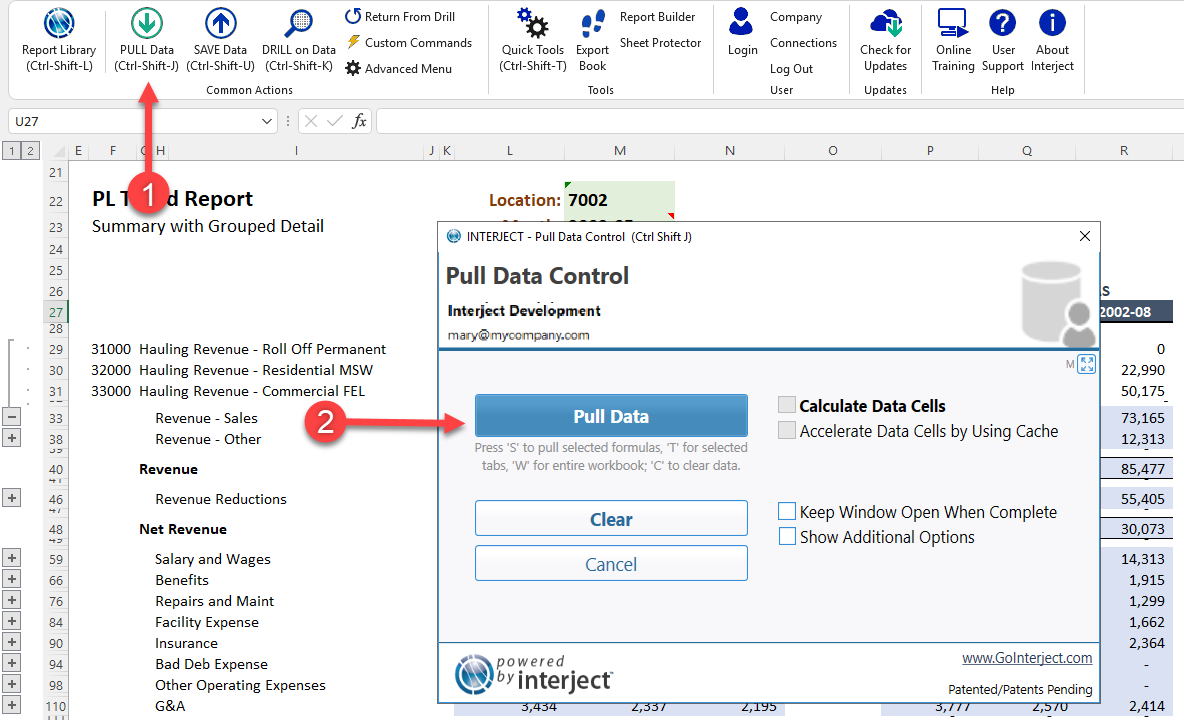 Report Library
(Ctrl-Shift-L)
PULL Data
(Ctrl-Shift-J)
SAVE Data
(Ctrl-Shift-U)
DRILL on Data
(Ctrl-Shift-K)
Return From Drill
Custom Commands
Advanced Menu
Common Actions
Quick Tools
(Ctrl-Shift-T)
Export
Book
Report Builder
Sheet Protector
Tools
Login
Company
Connections
Log Out
User
Check for
Updates
Updates
Online
Training
User
Support
About
Interject
Help
U27
fx
1 2
E F G H I J K L M N O P Q R
21
22 PL T d Report Location: 7002
1
23 Summary with Grouped Detail
24
25
26
27 2002-08
28
29 31000 Hauling Revenue - Roll Off Permanent 0
30 32000 Hauling Revenue - Residential MSW 22,990
31 33000 Hauling Revenue - Commercial FEL 50,175
33 Revenue - Sales 73,165
38 Revenue - Other 12,313
39
40 Revenue 85,477
41
46 Revenue Reductions 55,405
47
48 Net Revenue 30,073
49
59 Salary and Wages 14,313
66 Benefits 1,915
76 Repairs and Maint 1,299
84 Facility Expense 1,662
90 Insurance 2,364
94 Bad Deb Expense -
98 Other Operating Expenses -
110 G&A 3,434 2,337 2,195 3,777 2,570 2,414
INTERJECT - Pull Data Control (Ctrl Shift J)
Pull Data Control
Interject Development
mary@mycompany.com
M
2
Pull Data
Press 'S' to pull selected formulas, 'T' for selected
tabs, 'W' for entire workbook; 'C' to clear data.
Clear
Cancel
Calculate Data Cells
Accelerate Data Cells by Using Cache
Keep Window Open When Complete
Show Additional Options
powered
by interject
www.GoInterject.com
Patented/Patents Pending